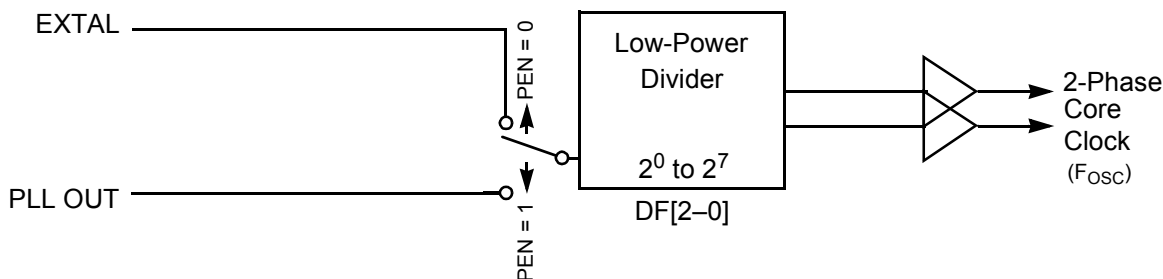 EXTAL
PEN = 0
Low-Power
Divider
2⁰ to 2⁷
DF[2–0]
PLL OUT
PEN = 1
2-Phase
Core
Clock
(F_OSC)